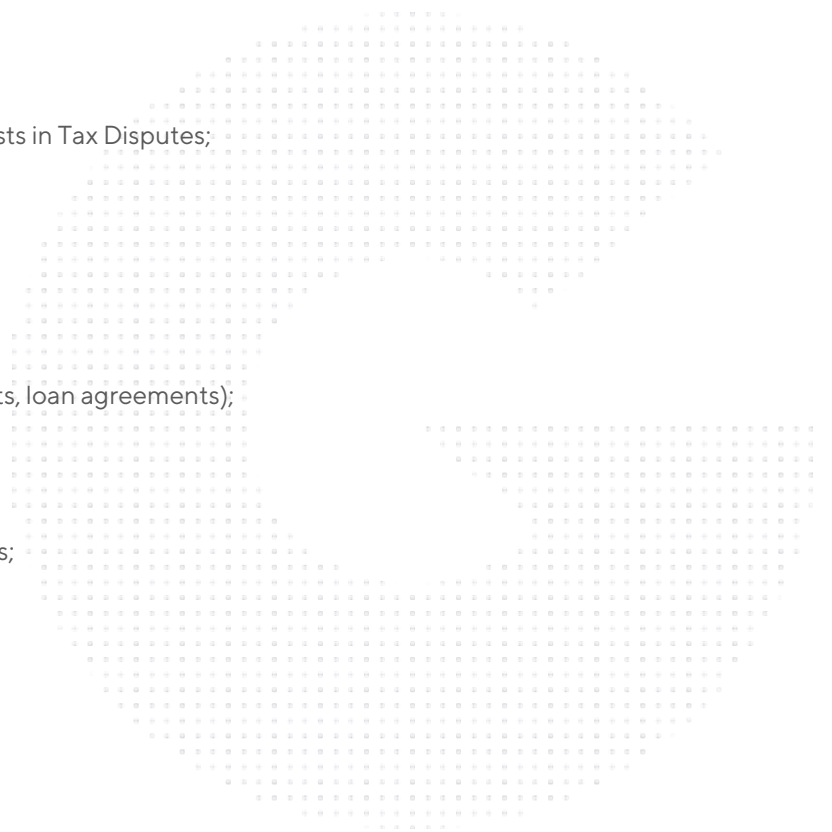 sts in Tax Disputes;
ts, loan agreements);
s;